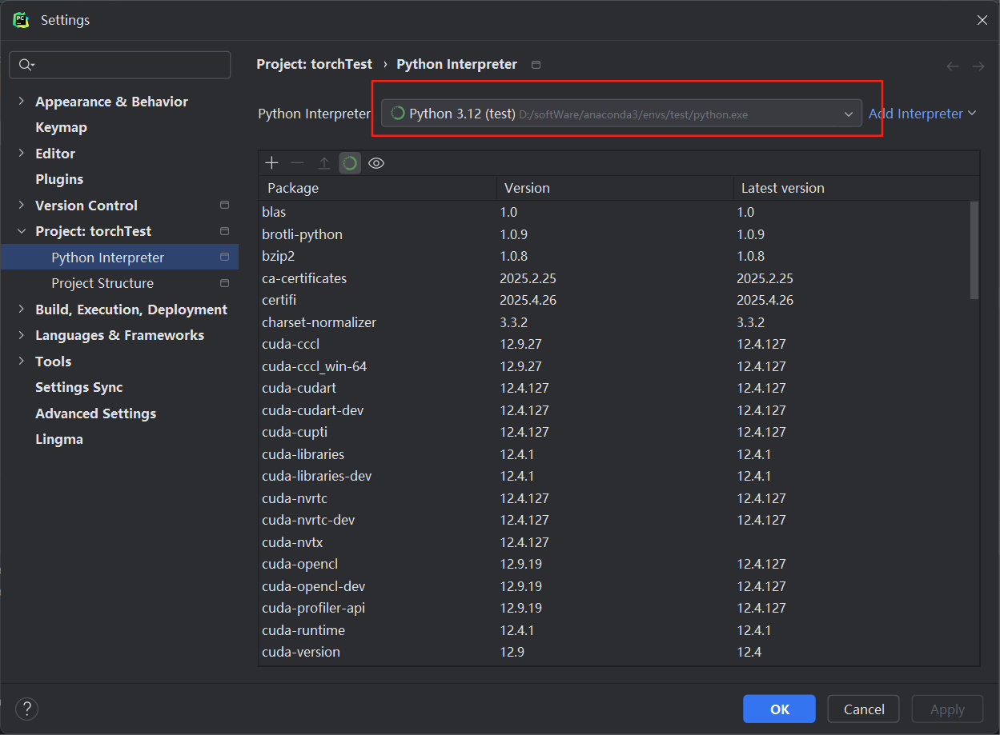 Settings
Project: torchTest › Python Interpreter
Appearance & Behavior
Keymap
Editor
Plugins
Version Control
Project: torchTest
Python Interpreter
Project Structure
Build, Execution, Deployment
Languages & Frameworks
Tools
Settings Sync
Advanced Settings
Lingma
Python Interpreter Python 3.12 (test) D:/softWare/anaconda3/envs/test/python.exe Add Interpreter
Package Version Latest version
blas 1.0 1.0
brotli-python 1.0.9 1.0.9
bzip2 1.0.8 1.0.8
ca-certificates 2025.2.25 2025.2.25
certifi 2025.4.26 2025.4.26
charset-normalizer 3.3.2 3.3.2
cuda-cccl 12.9.27 12.4.127
cuda-cccl_win-64 12.9.27 12.4.127
cuda-cudart 12.4.127 12.4.127
cuda-cudart-dev 12.4.127 12.4.127
cuda-cupti 12.4.127 12.4.127
cuda-libraries 12.4.1 12.4.1
cuda-libraries-dev 12.4.1 12.4.1
cuda-nvrtc 12.4.127 12.4.127
cuda-nvrtc-dev 12.4.127 12.4.127
cuda-nvtx 12.4.127
cuda-opencl 12.9.19 12.4.127
cuda-opencl-dev 12.9.19 12.4.127
cuda-profiler-api 12.9.19 12.4.127
cuda-runtime 12.4.1 12.4.1
cuda-version 12.9 12.4
? OK Cancel Apply